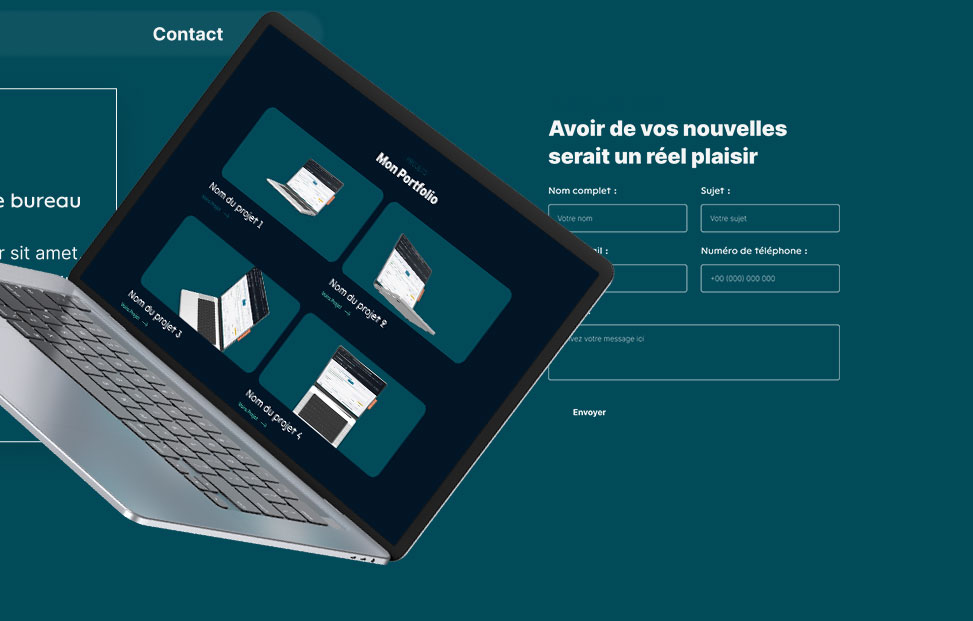 Contact
e bureau
r sit amet
Mon Portfolio
Nom du projet 1
Nom du projet 2
Nom du projet 3
Nom du projet 4
Avoir de vos nouvelles
serait un réel plaisir
Nom complet :
Sujet :
Votre nom
Votre sujet
il :
Numéro de téléphone :
+00 (000) 000 000
vez votre message ici
Envoyer